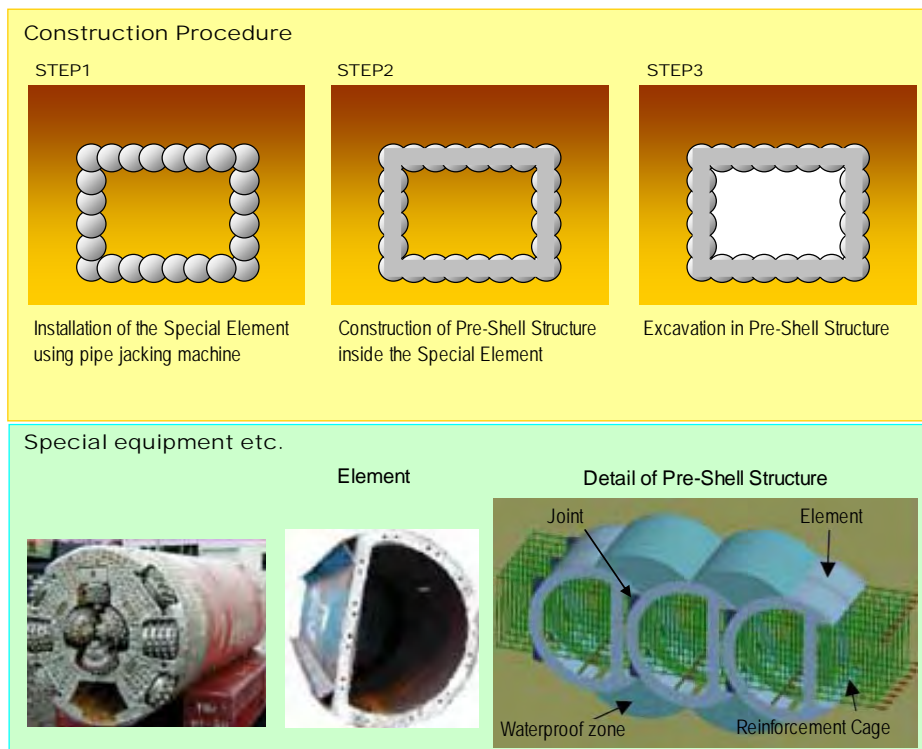 Construction Procedure
STEP1
STEP2
STEP3
Installation of the Special Element
using pipe jacking machine
Construction of Pre-Shell Structure
inside the Special Element
Excavation in Pre-Shell Structure
Special equipment etc.
Element
Detail of Pre-Shell Structure
Joint
Element
Waterproof zone
Reinforcement Cage